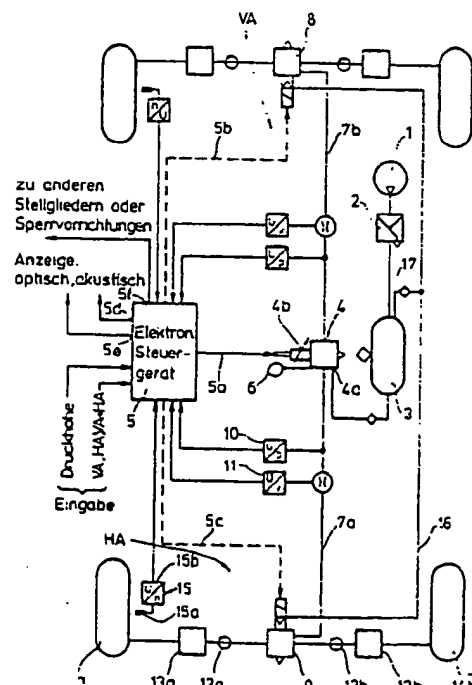 VA
8
1
5b
7b
2
zu anderen
Stellgliedern oder
Sperrvorrichtungen
Anzeige
optisch, akustisch
17
4b
4
5f
5d
5e
Elektron.
Steuer-
gerät
5
5a
6
4a
3
Druckhöhe
VA, HA, VA+HA
Eingabe
10
11
7a
16
5c
HA
15b
15
15a
13a
12a
9
12b
13b